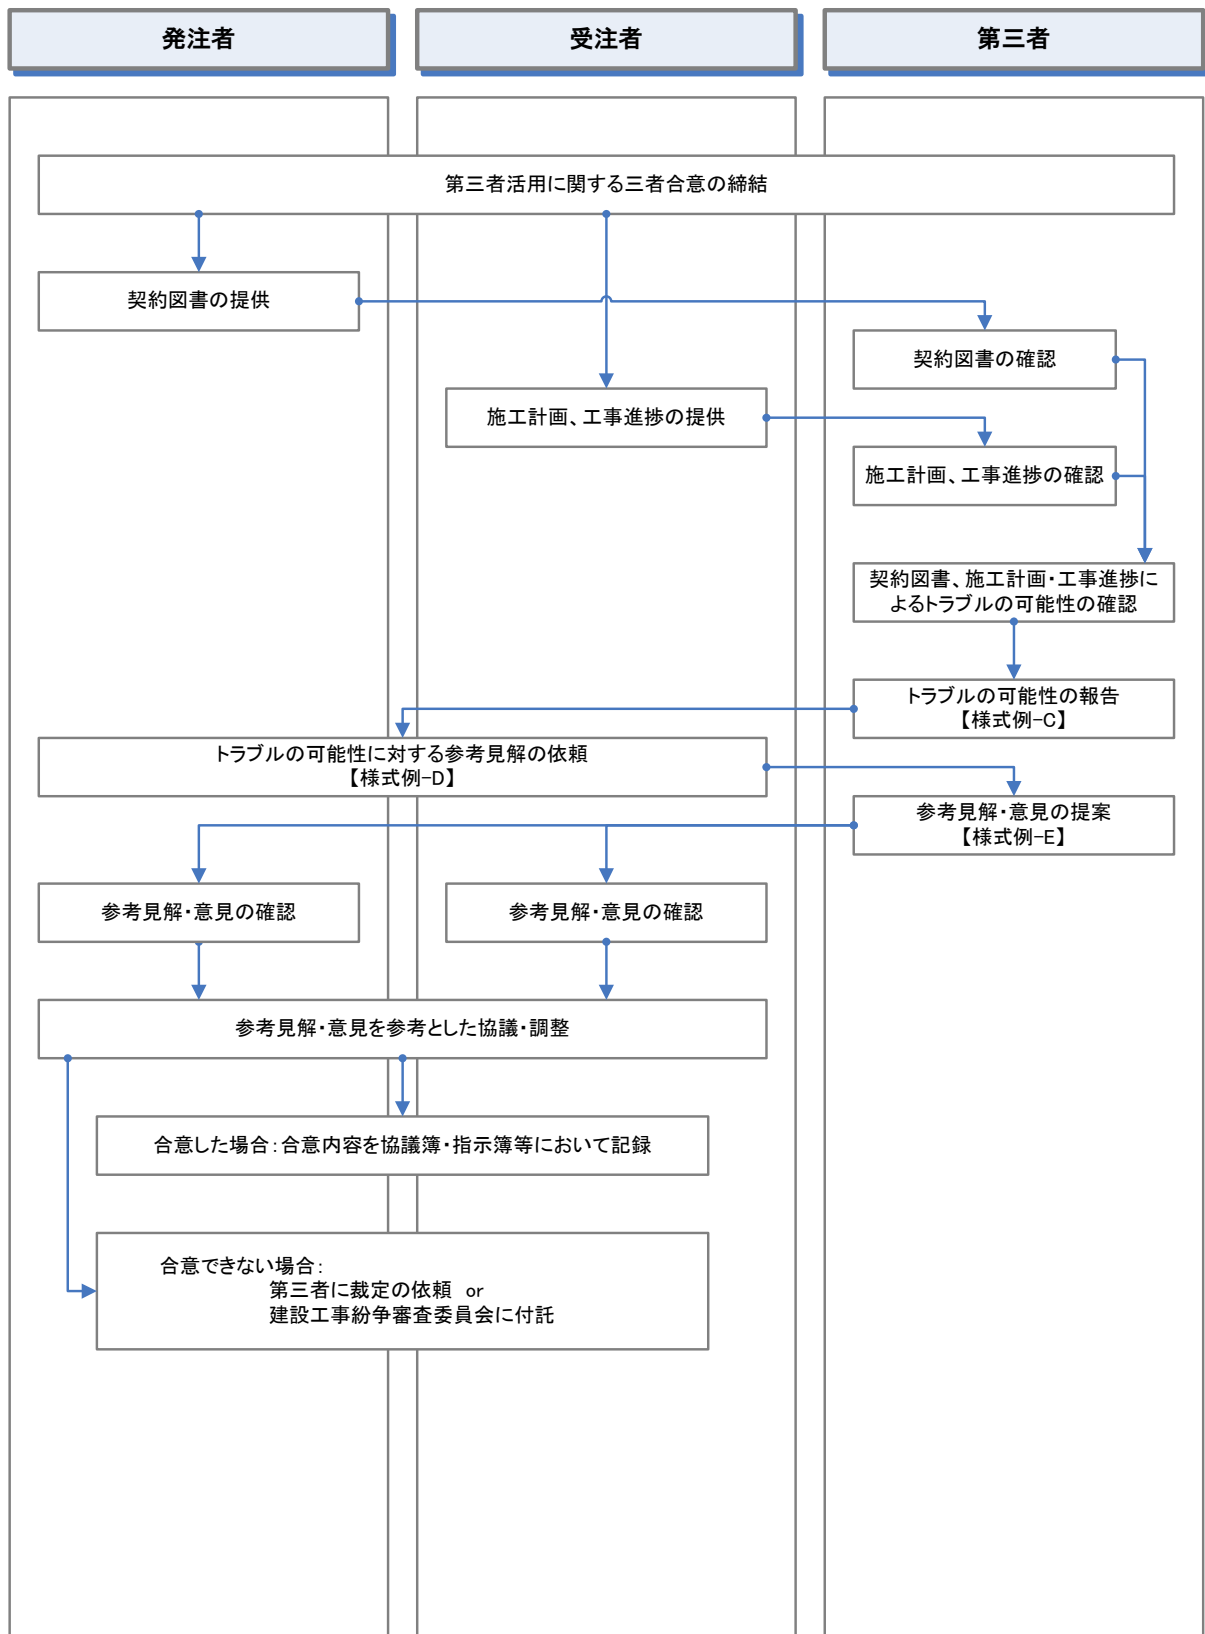 発注者
受注者
第三者
第三者活用に関する三者合意の締結
契約図書の提供
契約図書の確認
施工計画、工事進捗の提供
施工計画、工事進捗の確認
契約図書、施工計画・工事進捗に
よるトラブルの可能性の確認
トラブルの可能性の報告
【様式例-C】
トラブルの可能性に対する参考見解の依頼
【様式例-D】
参考見解・意見の提案
【様式例-E】
参考見解・意見の確認
参考見解・意見の確認
参考見解・意見を参考とした協議・調整
合意した場合：合意内容を協議簿・指示簿等において記録
合意できない場合：
第三者に裁定の依頼　or
建設工事紛争審査委員会に付託